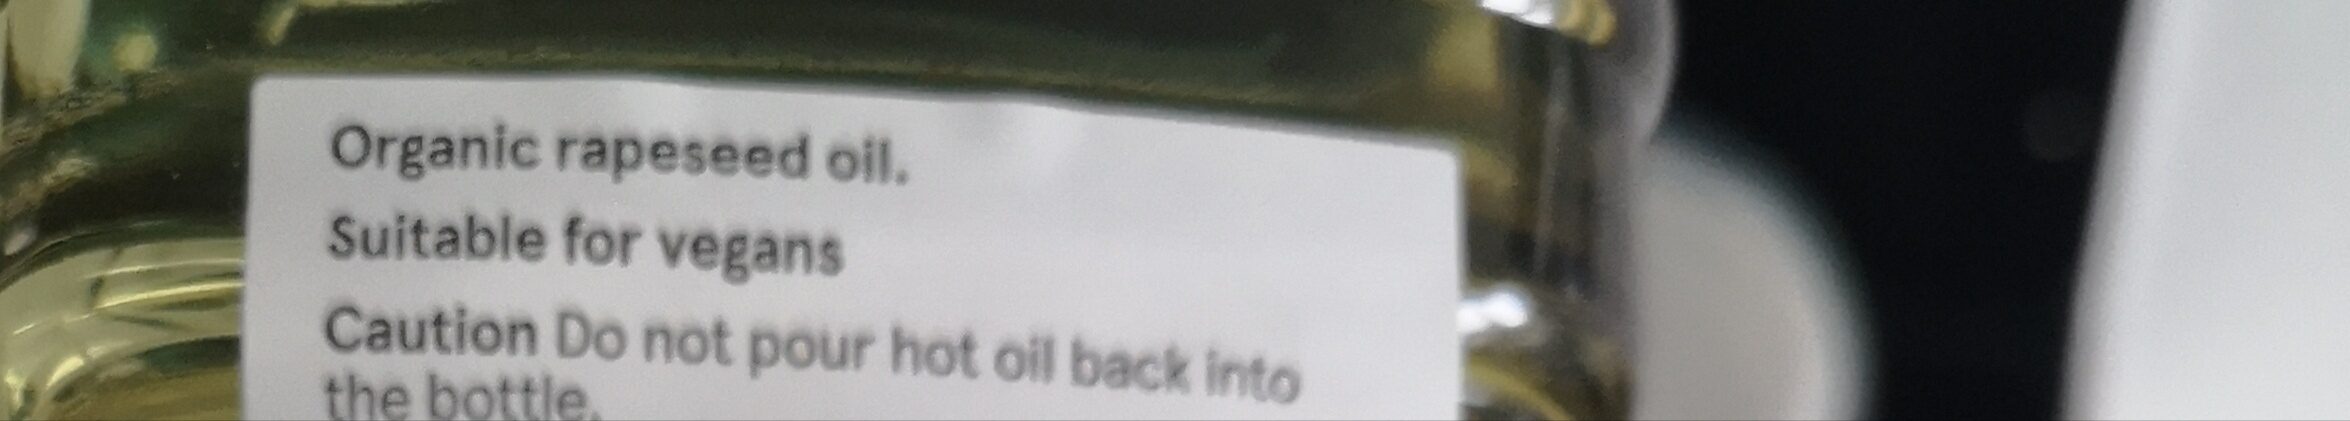 Organic rapeseed oil.
Suitable for vegans
Caution Do not pour hot oil back into
the bottle.